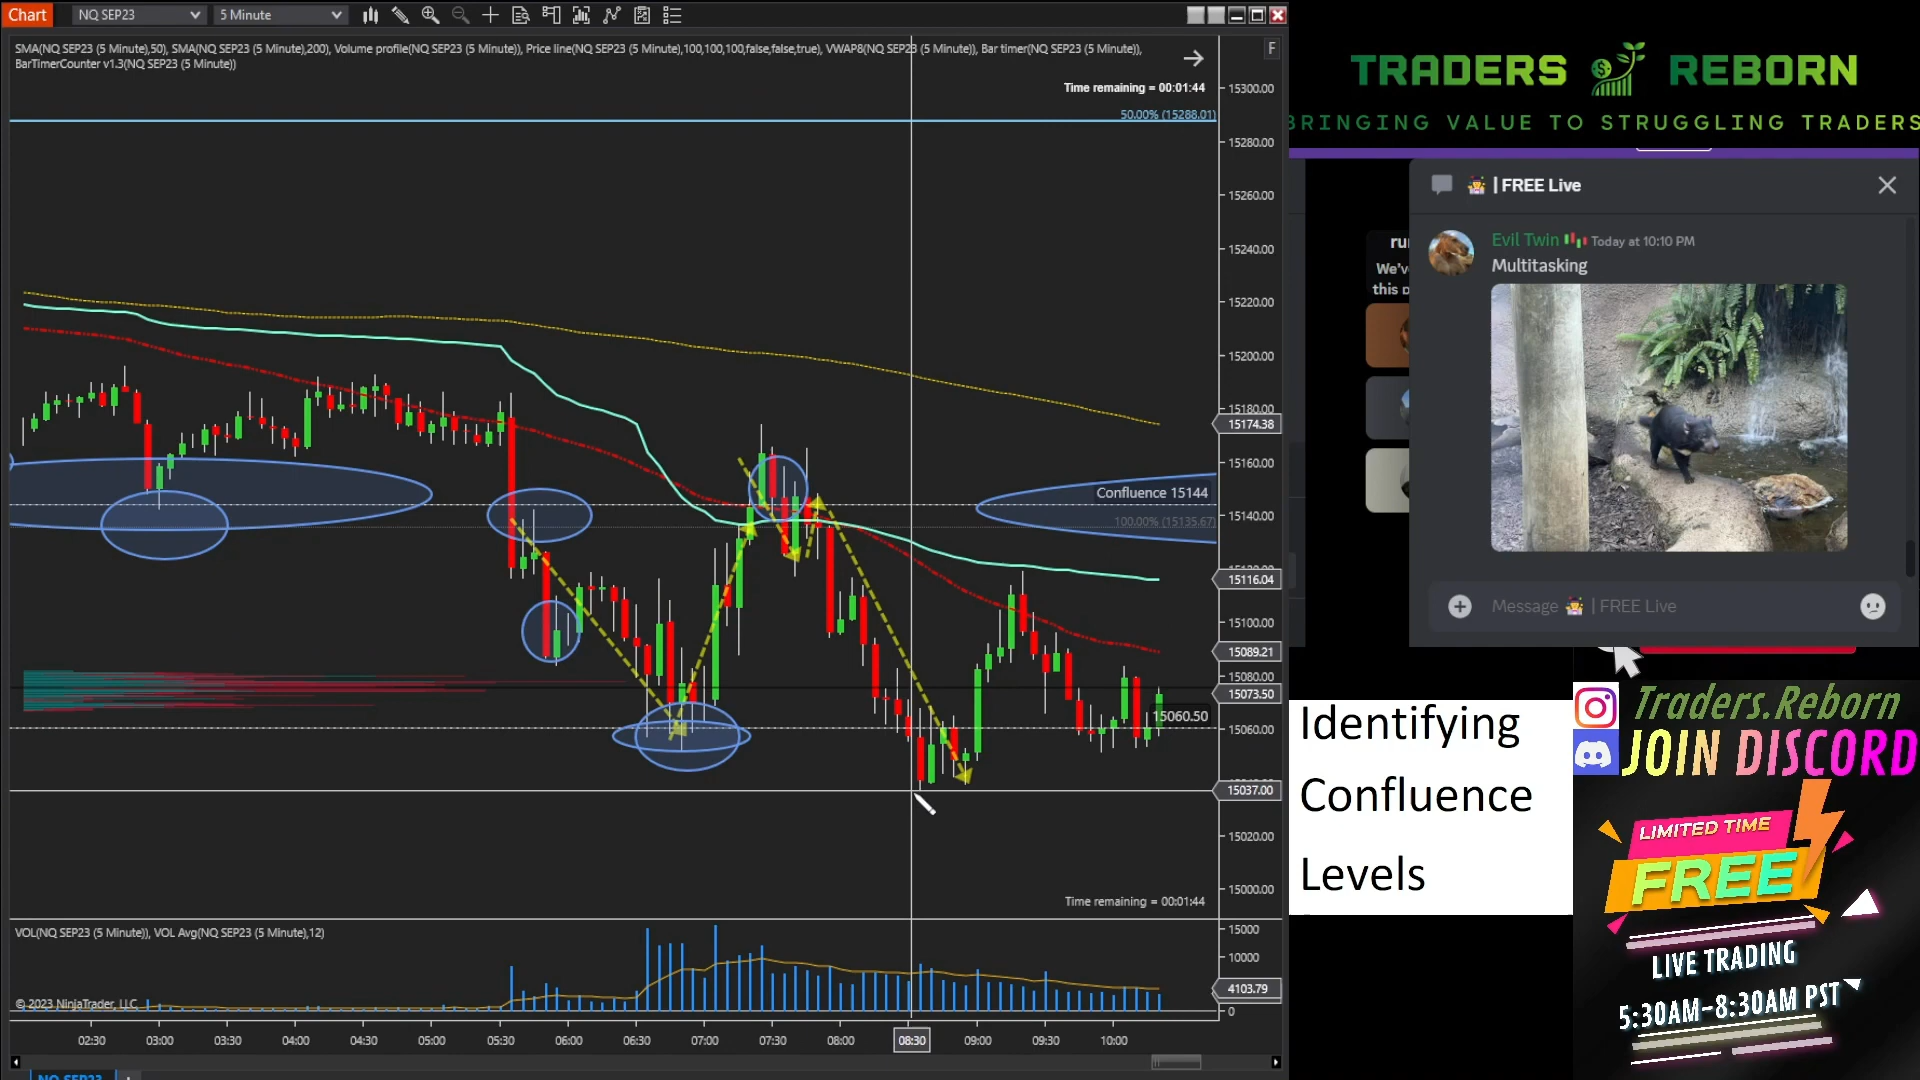 Chart
NQ SEP23
5 Minute
SMA(NQ SEP23 (5 Minute),50), SMA(NQ SEP23 (5 Minute),200), Volume profile(NQ SEP23 (5 Minute)), Price line(NQ SEP23 (5 Minute),100,100,100,false,false,true), VWAP8(NQ SEP23 (5 Minute)), Bar timer(NQ SEP23 (5 Minute)),
BarTimerCounter v1.3(NQ SEP23 (5 Minute))
F
Time remaining = 00:01:44
50.00% (15288.01)
15300.00
15280.00
15260.00
15240.00
15220.00
15200.00
15180.00
15174.38
15160.00
Confluence 15144
15140.00
100.00% (15135.67)
15116.04
15100.00
15089.21
15080.00
15073.50
15060.50
15060.00
15037.00
15020.00
15000.00
Time remaining = 00:01:44
VOL(NQ SEP23 (5 Minute)), VOL Avg(NQ SEP23 (5 Minute),12)
15000
10000
4103.79
0
© 2023 NinjaTrader, LLC
02:30 03:00 03:30 04:00 04:30 05:00 05:30 06:00 06:30 07:00 07:30 08:00 08:30 09:00 09:30 10:00
NQ SEP23
TRADERS REBORN
BRINGING VALUE TO STRUGGLING TRADERS
| FREE Live
We've
Evil Twin Today at 10:10 PM
Multitasking
Message | FREE Live
Identifying
Confluence
Levels
Traders.Reborn
JOIN DISCORD
LIMITED TIME
FREE
LIVE TRADING
5:30AM-8:30AM PST